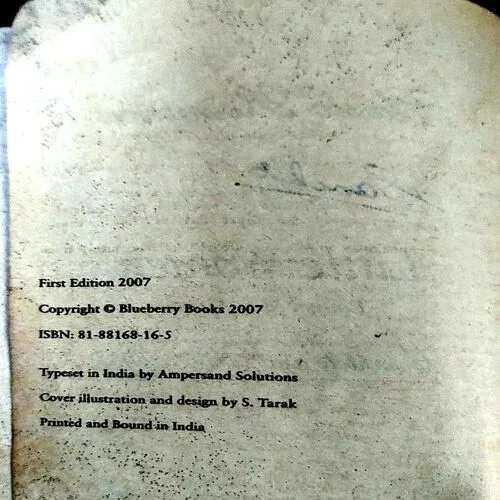 First Edition 2007
Copyright © Blueberry Books 2007
ISBN: 81-88168-16-5
Typeset in India by Ampersand Solutions
Cover illustration and design by S. Tarak
Printed and Bound in India